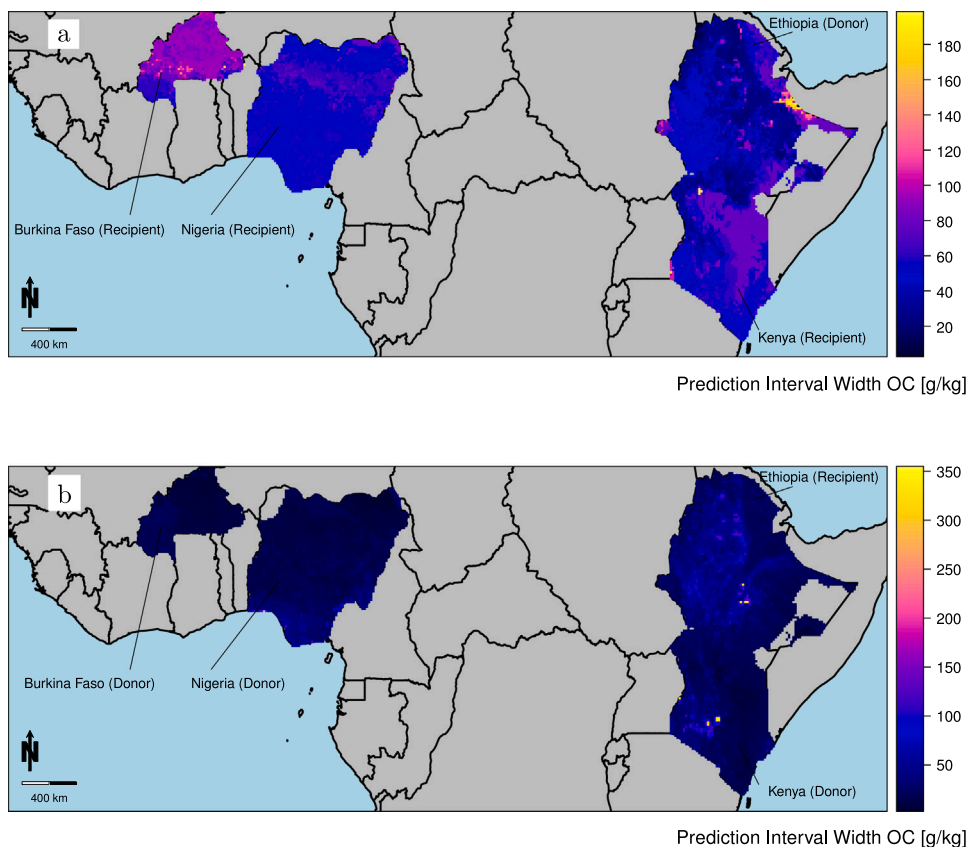 a
Ethiopia (Donor)
Burkina Faso (Recipient)
Nigeria (Recipient)
Kenya (Recipient)
N
400 km
180
160
140
120
100
80
60
40
20
Prediction Interval Width OC [g/kg]
b
Ethiopia (Recipient)
Burkina Faso (Donor)
Nigeria (Donor)
Kenya (Donor)
N
400 km
350
300
250
200
150
100
50
Prediction Interval Width OC [g/kg]